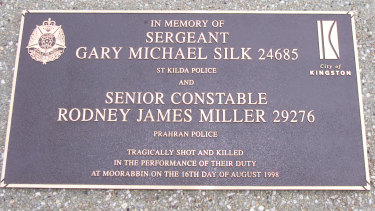 IN MEMORY OF
SERGEANT
GARY MICHAEL SILK 24685
ST KILDA POLICE
AND
SENIOR CONSTABLE
RODNEY JAMES MILLER 29276
PRAHRAN POLICE
TRAGICALLY SHOT AND KILLED
IN THE PERFORMANCE OF THEIR DUTY
AT MOORABBIN ON THE 16TH DAY OF AUGUST 1998
City of
KINGSTON